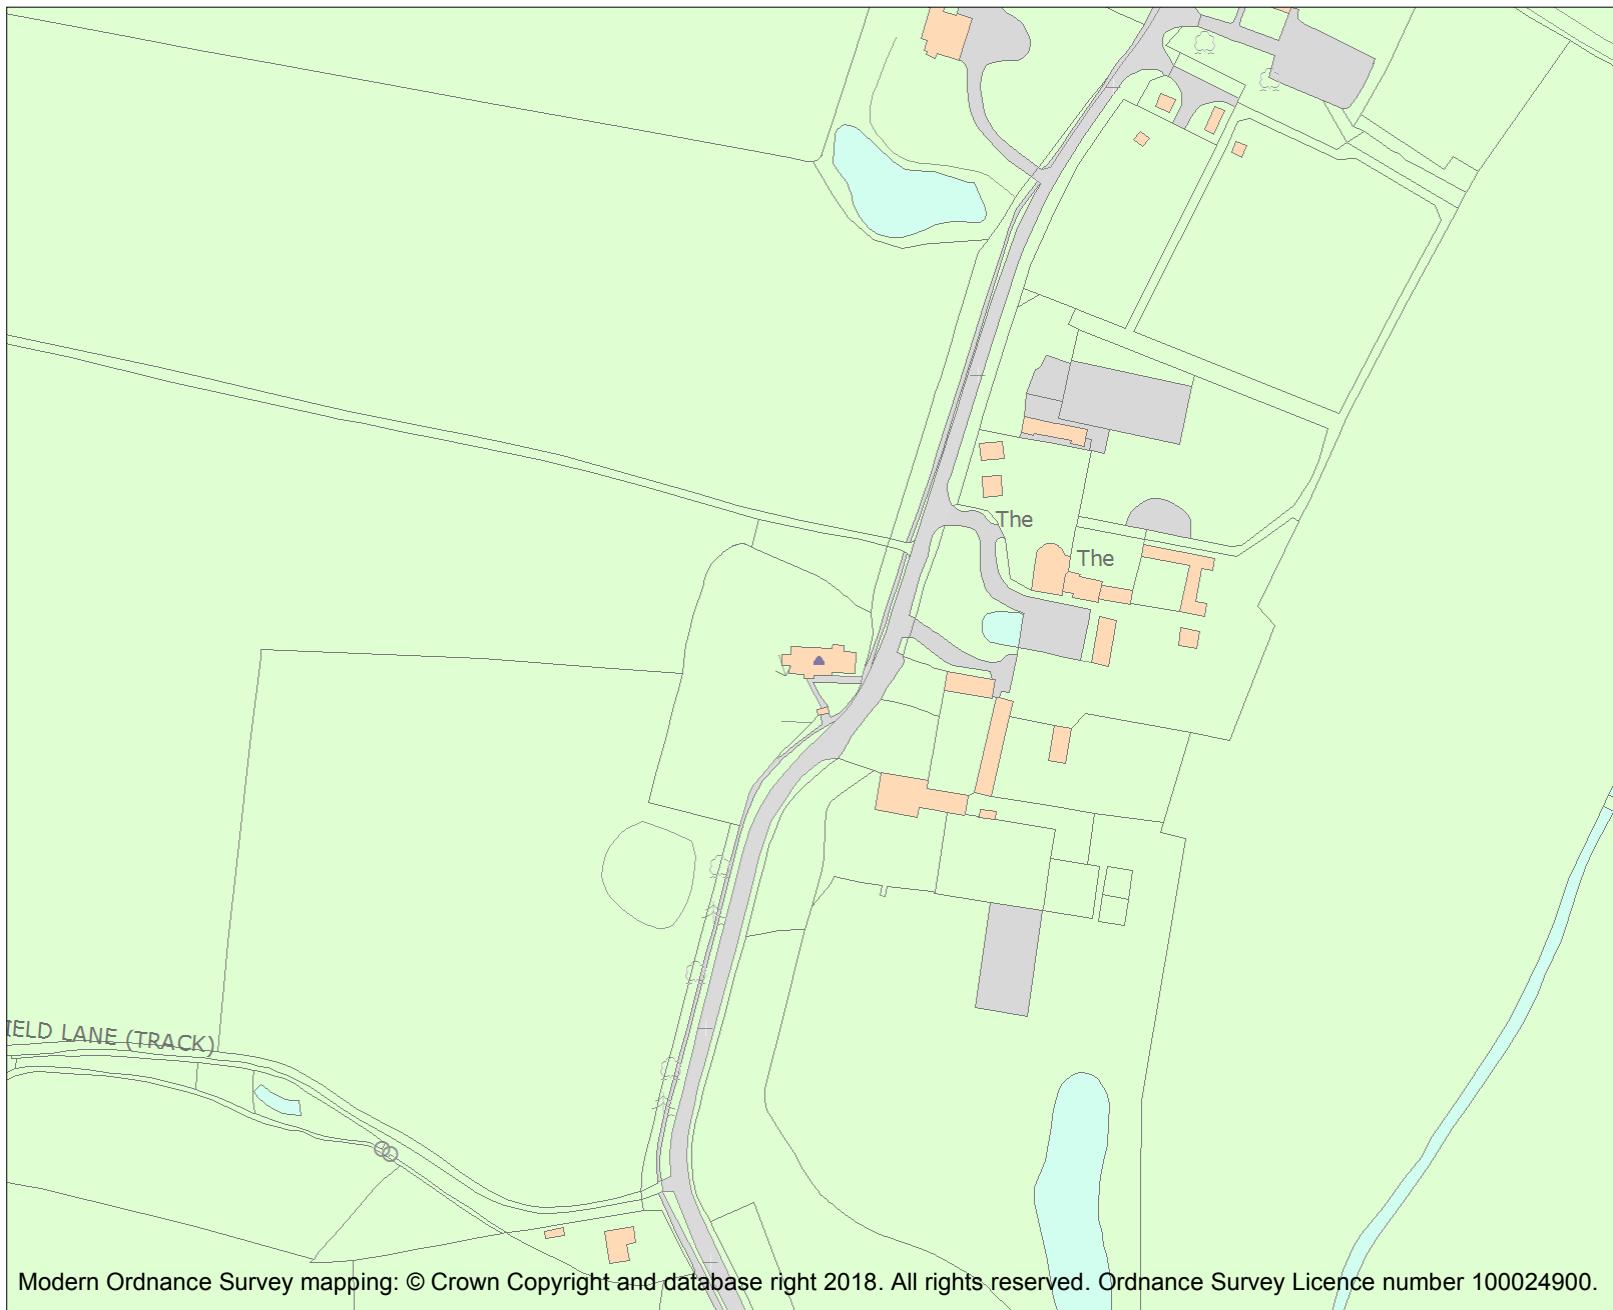 The
The
IELD LANE (TRACK)
Modern Ordnance Survey mapping: © Crown Copyright and database right 2018. All rights reserved. Ordnance Survey Licence number 100024900.